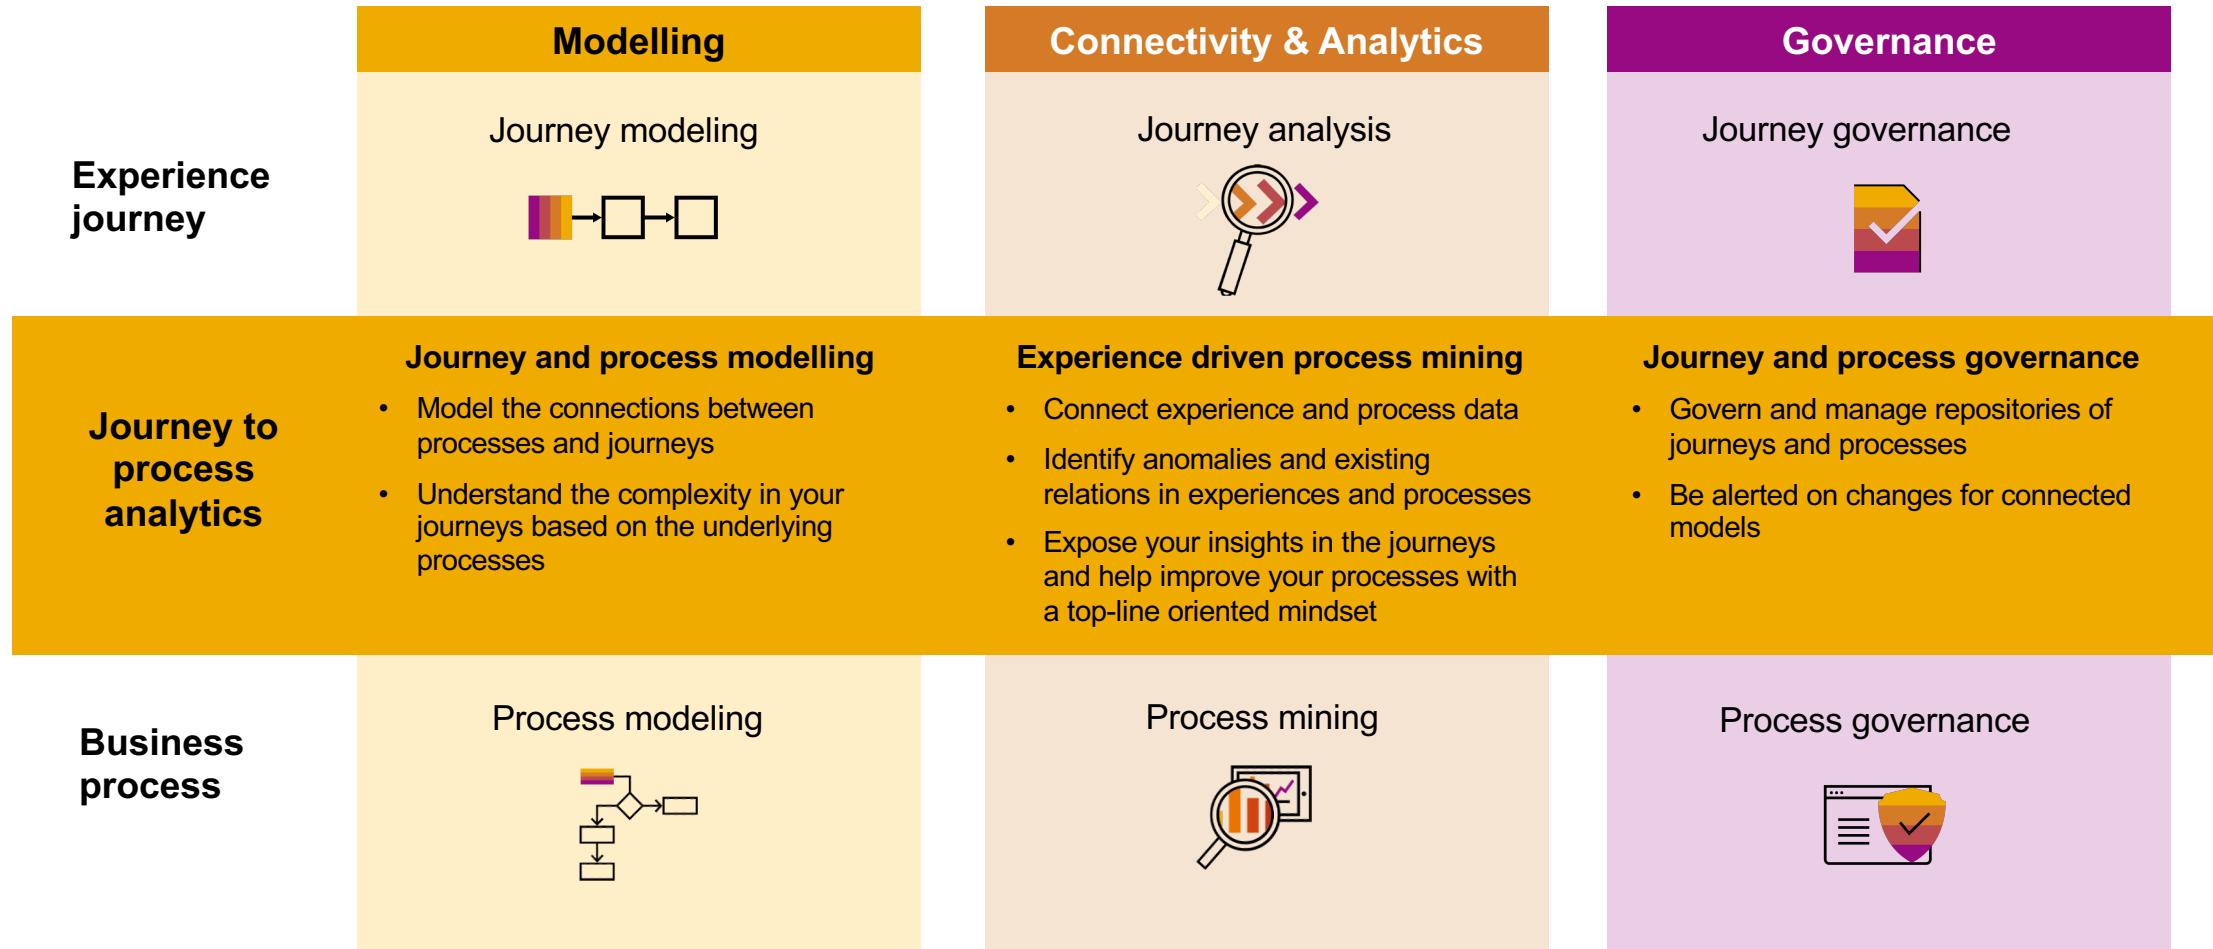 Modelling
Connectivity & Analytics
Governance
Experience
journey
Journey modeling
Journey analysis
Journey governance
Journey to
process
analytics
Journey and process modelling
• Model the connections between
processes and journeys
• Understand the complexity in your
journeys based on the underlying
processes
Experience driven process mining
• Connect experience and process data
• Identify anomalies and existing
relations in experiences and processes
• Expose your insights in the journeys
and help improve your processes with
a top-line oriented mindset
Journey and process governance
• Govern and manage repositories of
journeys and processes
• Be alerted on changes for connected
models
Business
process
Process modeling
Process mining
Process governance